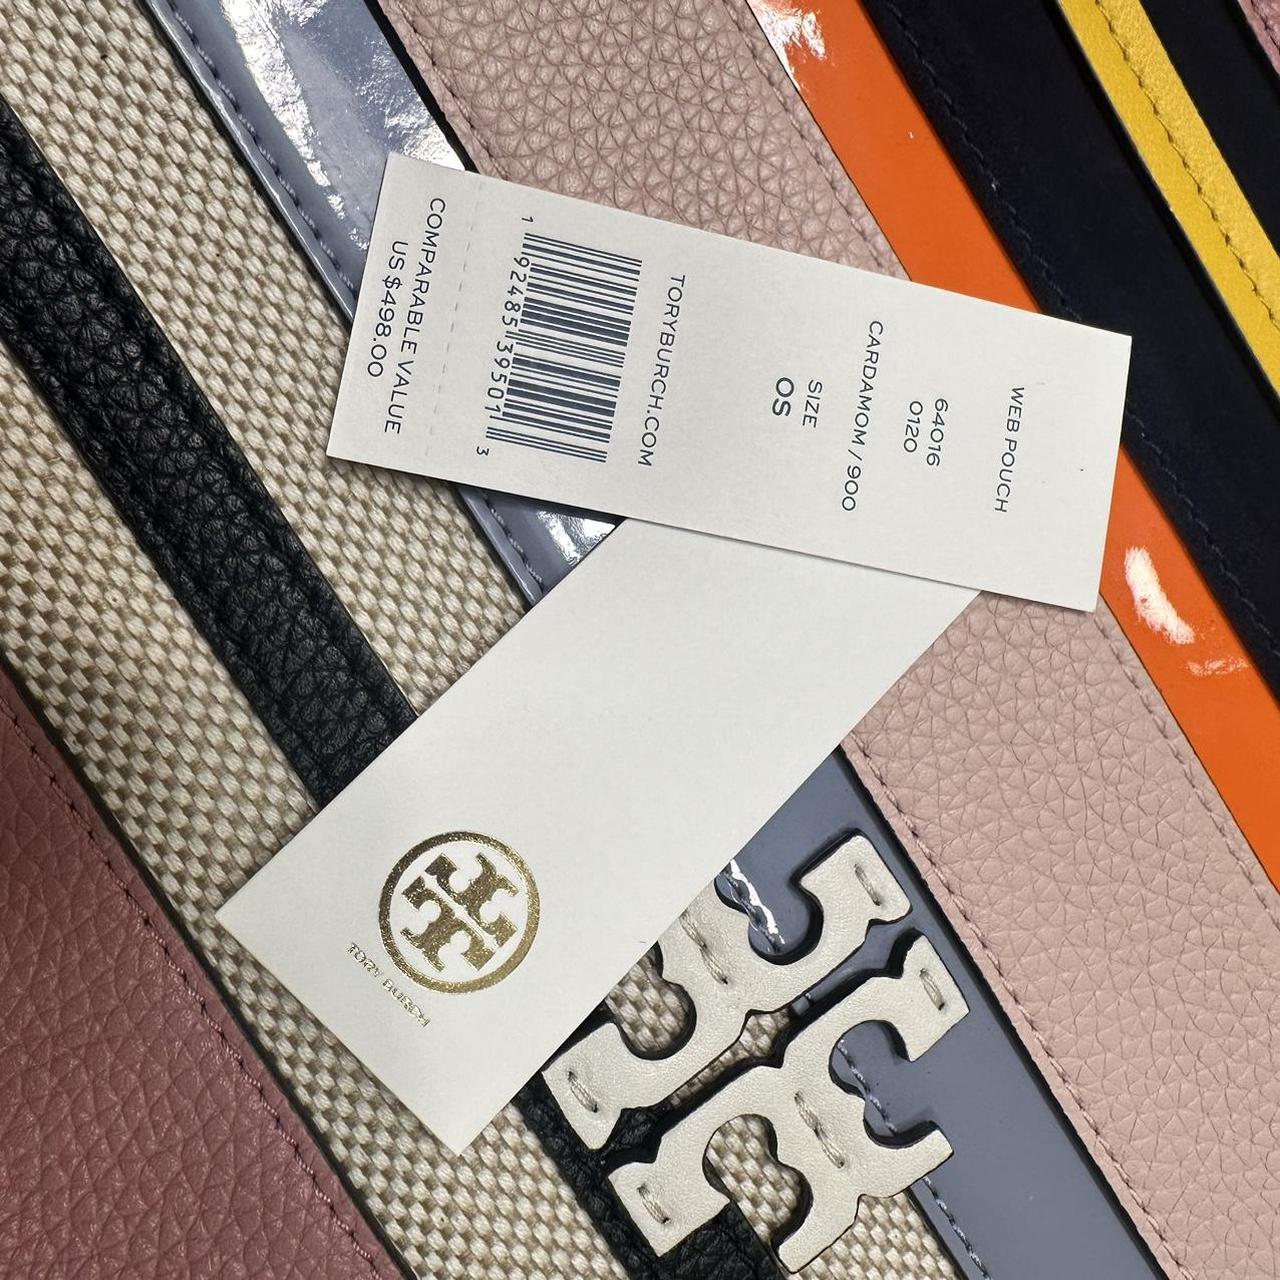 WEB POUCH
64016
0120
CARDAMOM / 900
SIZE
OS
TORYBURCH.COM
1 92485 39501 3
COMPARABLE VALUE
US $498.00
TORY BURCH